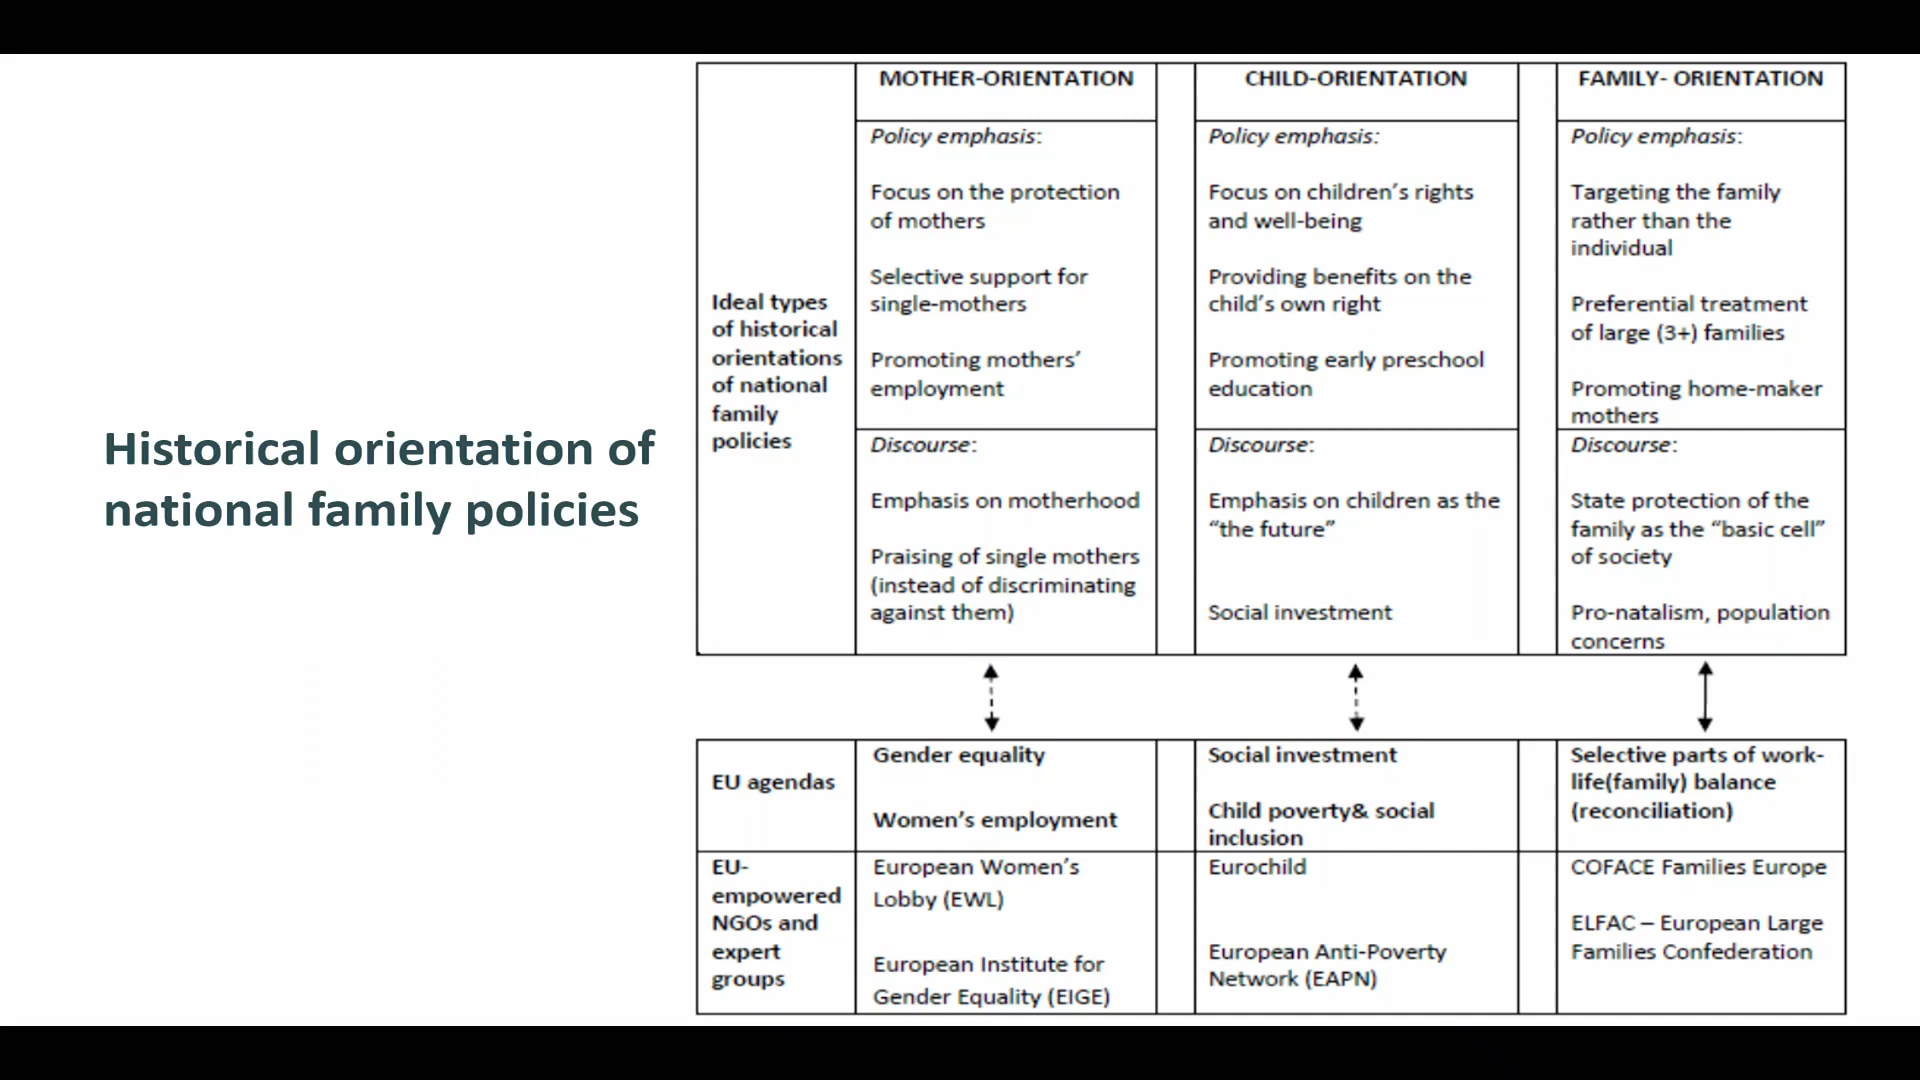 Historical orientation of
national family policies
MOTHER-ORIENTATION
CHILD-ORIENTATION
FAMILY- ORIENTATION
Ideal types
of historical
orientations
of national
family
policies
Policy emphasis:
Focus on the protection
of mothers
Selective support for
single-mothers
Promoting mothers’
employment
Policy emphasis:
Focus on children’s rights
and well-being
Providing benefits on the
child’s own right
Promoting early preschool
education
Policy emphasis:
Targeting the family
rather than the
individual
Preferential treatment
of large (3+) families
Promoting home-maker
mothers
Discourse:
Emphasis on motherhood
Praising of single mothers
(instead of discriminating
against them)
Discourse:
Emphasis on children as the
“the future”
Social investment
Discourse:
State protection of the
family as the “basic cell”
of society
Pro-natalism, population
concerns
EU agendas
Gender equality
Women’s employment
Social investment
Child poverty& social
inclusion
Selective parts of work-
life(family) balance
(reconciliation)
EU-
empowered
NGOs and
expert
groups
European Women’s
Lobby (EWL)
European Institute for
Gender Equality (EIGE)
Eurochild
European Anti-Poverty
Network (EAPN)
COFACE Families Europe
ELFAC – European Large
Families Confederation